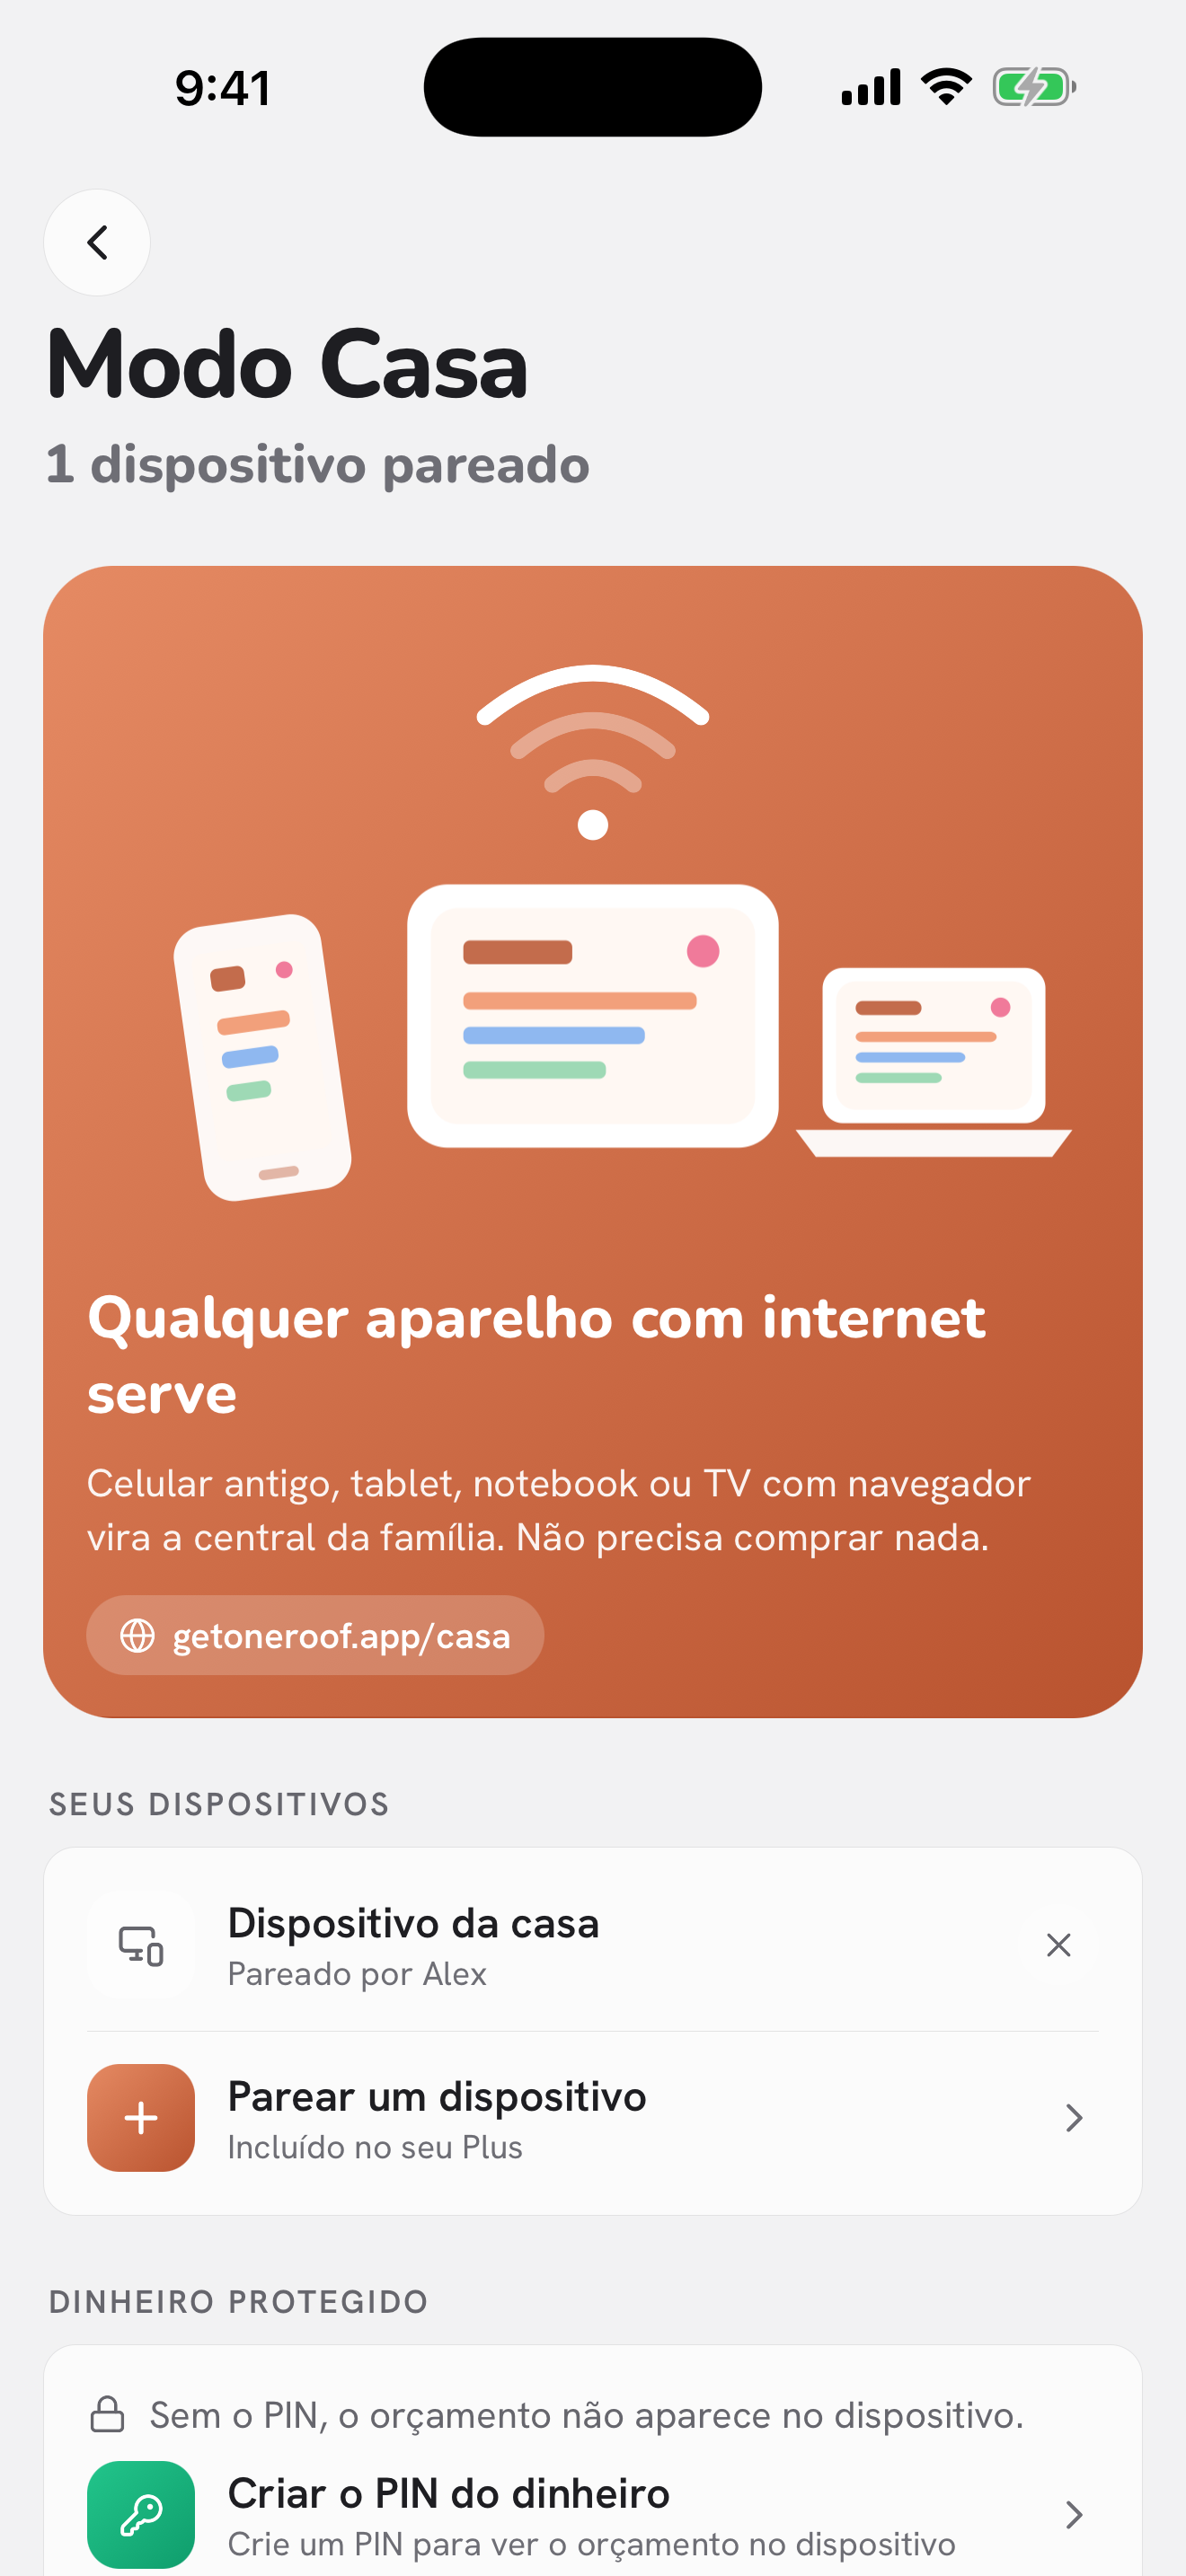 9:41
Modo Casa
1 dispositivo pareado
Qualquer aparelho com internet
serve
Celular antigo, tablet, notebook ou TV com navegador
vira a central da família. Não precisa comprar nada.
getoneroof.app/casa
SEUS DISPOSITIVOS
Dispositivo da casa
Pareado por Alex
Parear um dispositivo
Incluído no seu Plus
DINHEIRO PROTEGIDO
Sem o PIN, o orçamento não aparece no dispositivo.
Criar o PIN do dinheiro
Crie um PIN para ver o orçamento no dispositivo